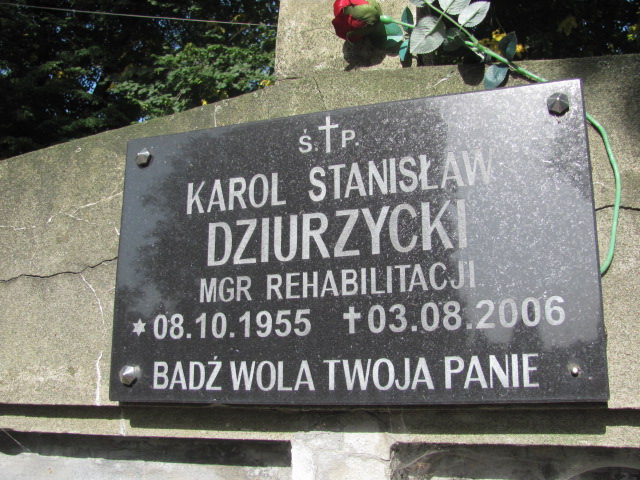 Ś. † P.
KAROL STANISŁAW
DZIURZYCKI
MGR REHABILITACJI
* 08.10.1955 † 03.08.2006
BADŹ WOLA TWOJA PANIE